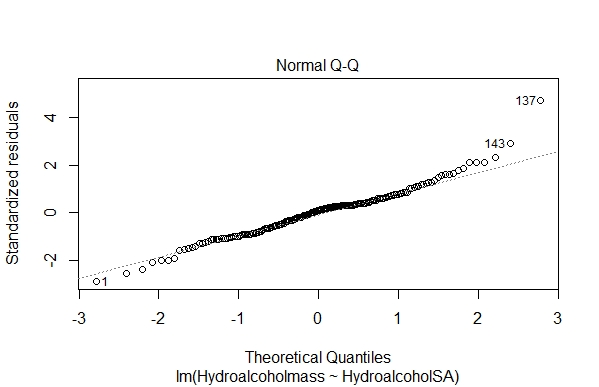 Normal Q-Q
Standardized residuals
4
2
0
-2
137
143
1
-3 -2 -1 0 1 2 3
Theoretical Quantiles
lm(Hydroalcoholmass ~ HydroalcoholSA)